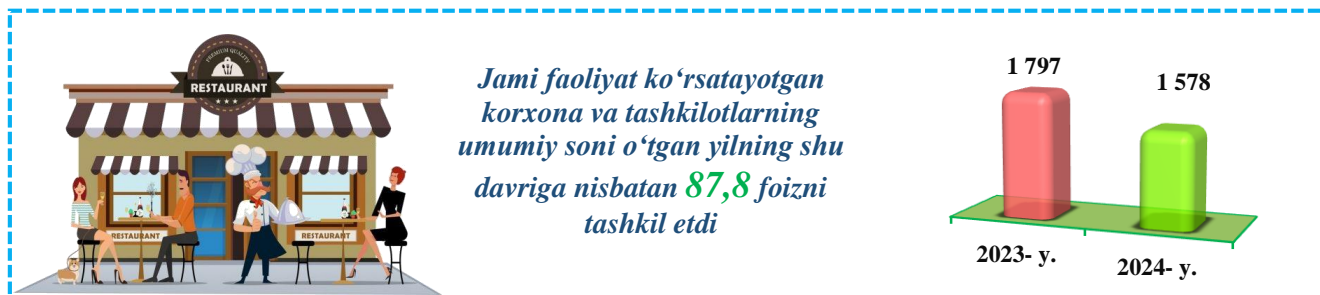 PREMIUM QUALITY
RESTAURANT
RESTAURANT
RESTAURANT
Jami faoliyat ko‘rsatayotgan
korxona va tashkilotlarning
umumiy soni o‘tgan yilning shu
davriga nisbatan 87,8 foizni
tashkil etdi
1 797
1 578
2023- y.
2024- y.